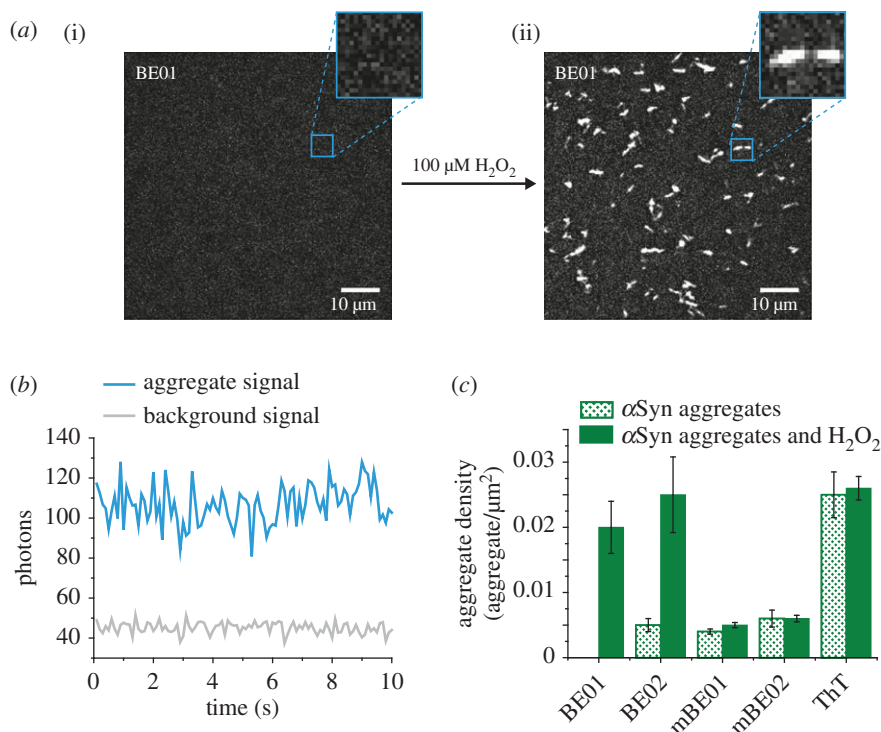 (a) (i) (ii)
BE01 BE01
100 μM H₂O₂
10 μm 10 μm
(b)
aggregate signal
background signal
140
120
100
80
60
40
photons
0 2 4 6 8 10
time (s)
(c)
αSyn aggregates
αSyn aggregates and H₂O₂
0.03
0.02
0.01
0
aggregate density
(aggregate/μm²)
BE01 BE02 mBE01 mBE02 ThT